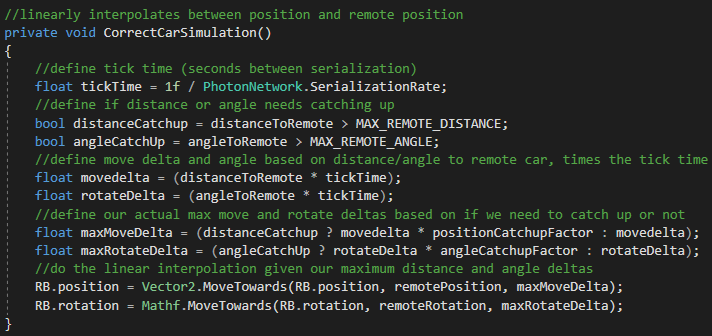 //linearly interpolates between position and remote position
private void CorrectCarSimulation()
{
//define tick time (seconds between serialization)
float tickTime = 1f / PhotonNetwork.SerializationRate;
//define if distance or angle needs catching up
bool distanceCatchup = distanceToRemote > MAX_REMOTE_DISTANCE;
bool angleCatchUp = angleToRemote > MAX_REMOTE_ANGLE;
//define move delta and angle based on distance/angle to remote car, times the tick time
float movedelta = (distanceToRemote * tickTime);
float rotateDelta = (angleToRemote * tickTime);
//define our actual max move and rotate deltas based on if we need to catch up or not
float maxMoveDelta = (distanceCatchup ? movedelta * positionCatchupFactor : movedelta);
float maxRotateDelta = (angleCatchUp ? rotateDelta * angleCatchupFactor : rotateDelta);
//do the linear interpolation given our maximum distance and angle deltas
RB.position = Vector2.MoveTowards(RB.position, remotePosition, maxMoveDelta);
RB.rotation = Mathf.MoveTowards(RB.rotation, remoteRotation, maxRotateDelta);
}